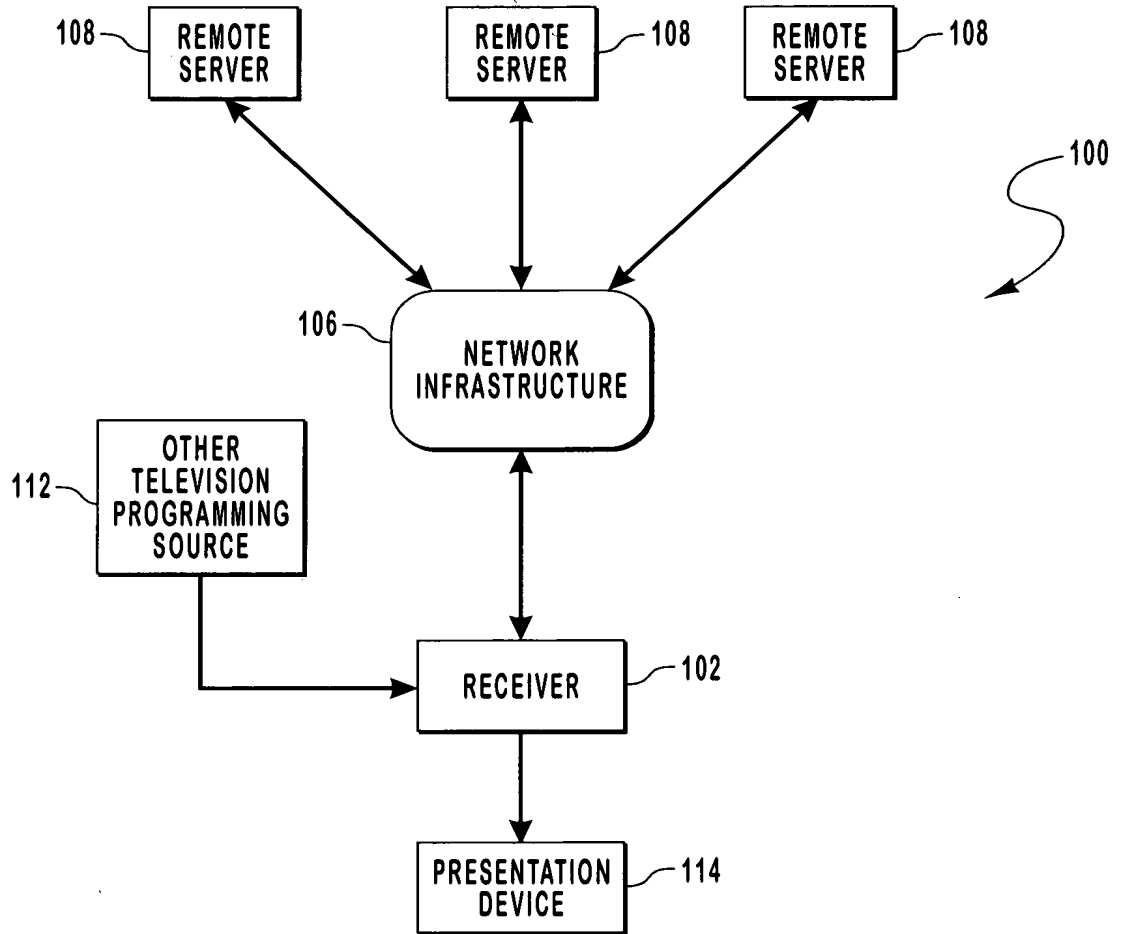 108
REMOTE
SERVER
REMOTE
SERVER
108
REMOTE
SERVER
108
100
106
NETWORK
INFRASTRUCTURE
112
OTHER
TELEVISION
PROGRAMMING
SOURCE
RECEIVER
102
PRESENTATION
DEVICE
114